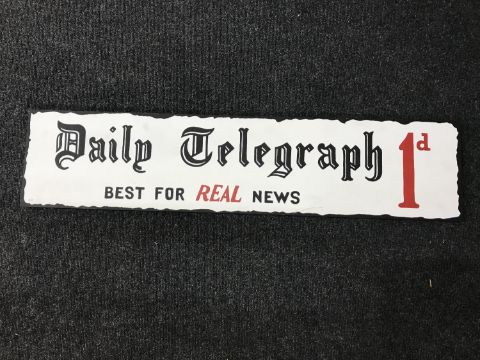 Daily Telegraph 1d
BEST FOR REAL NEWS